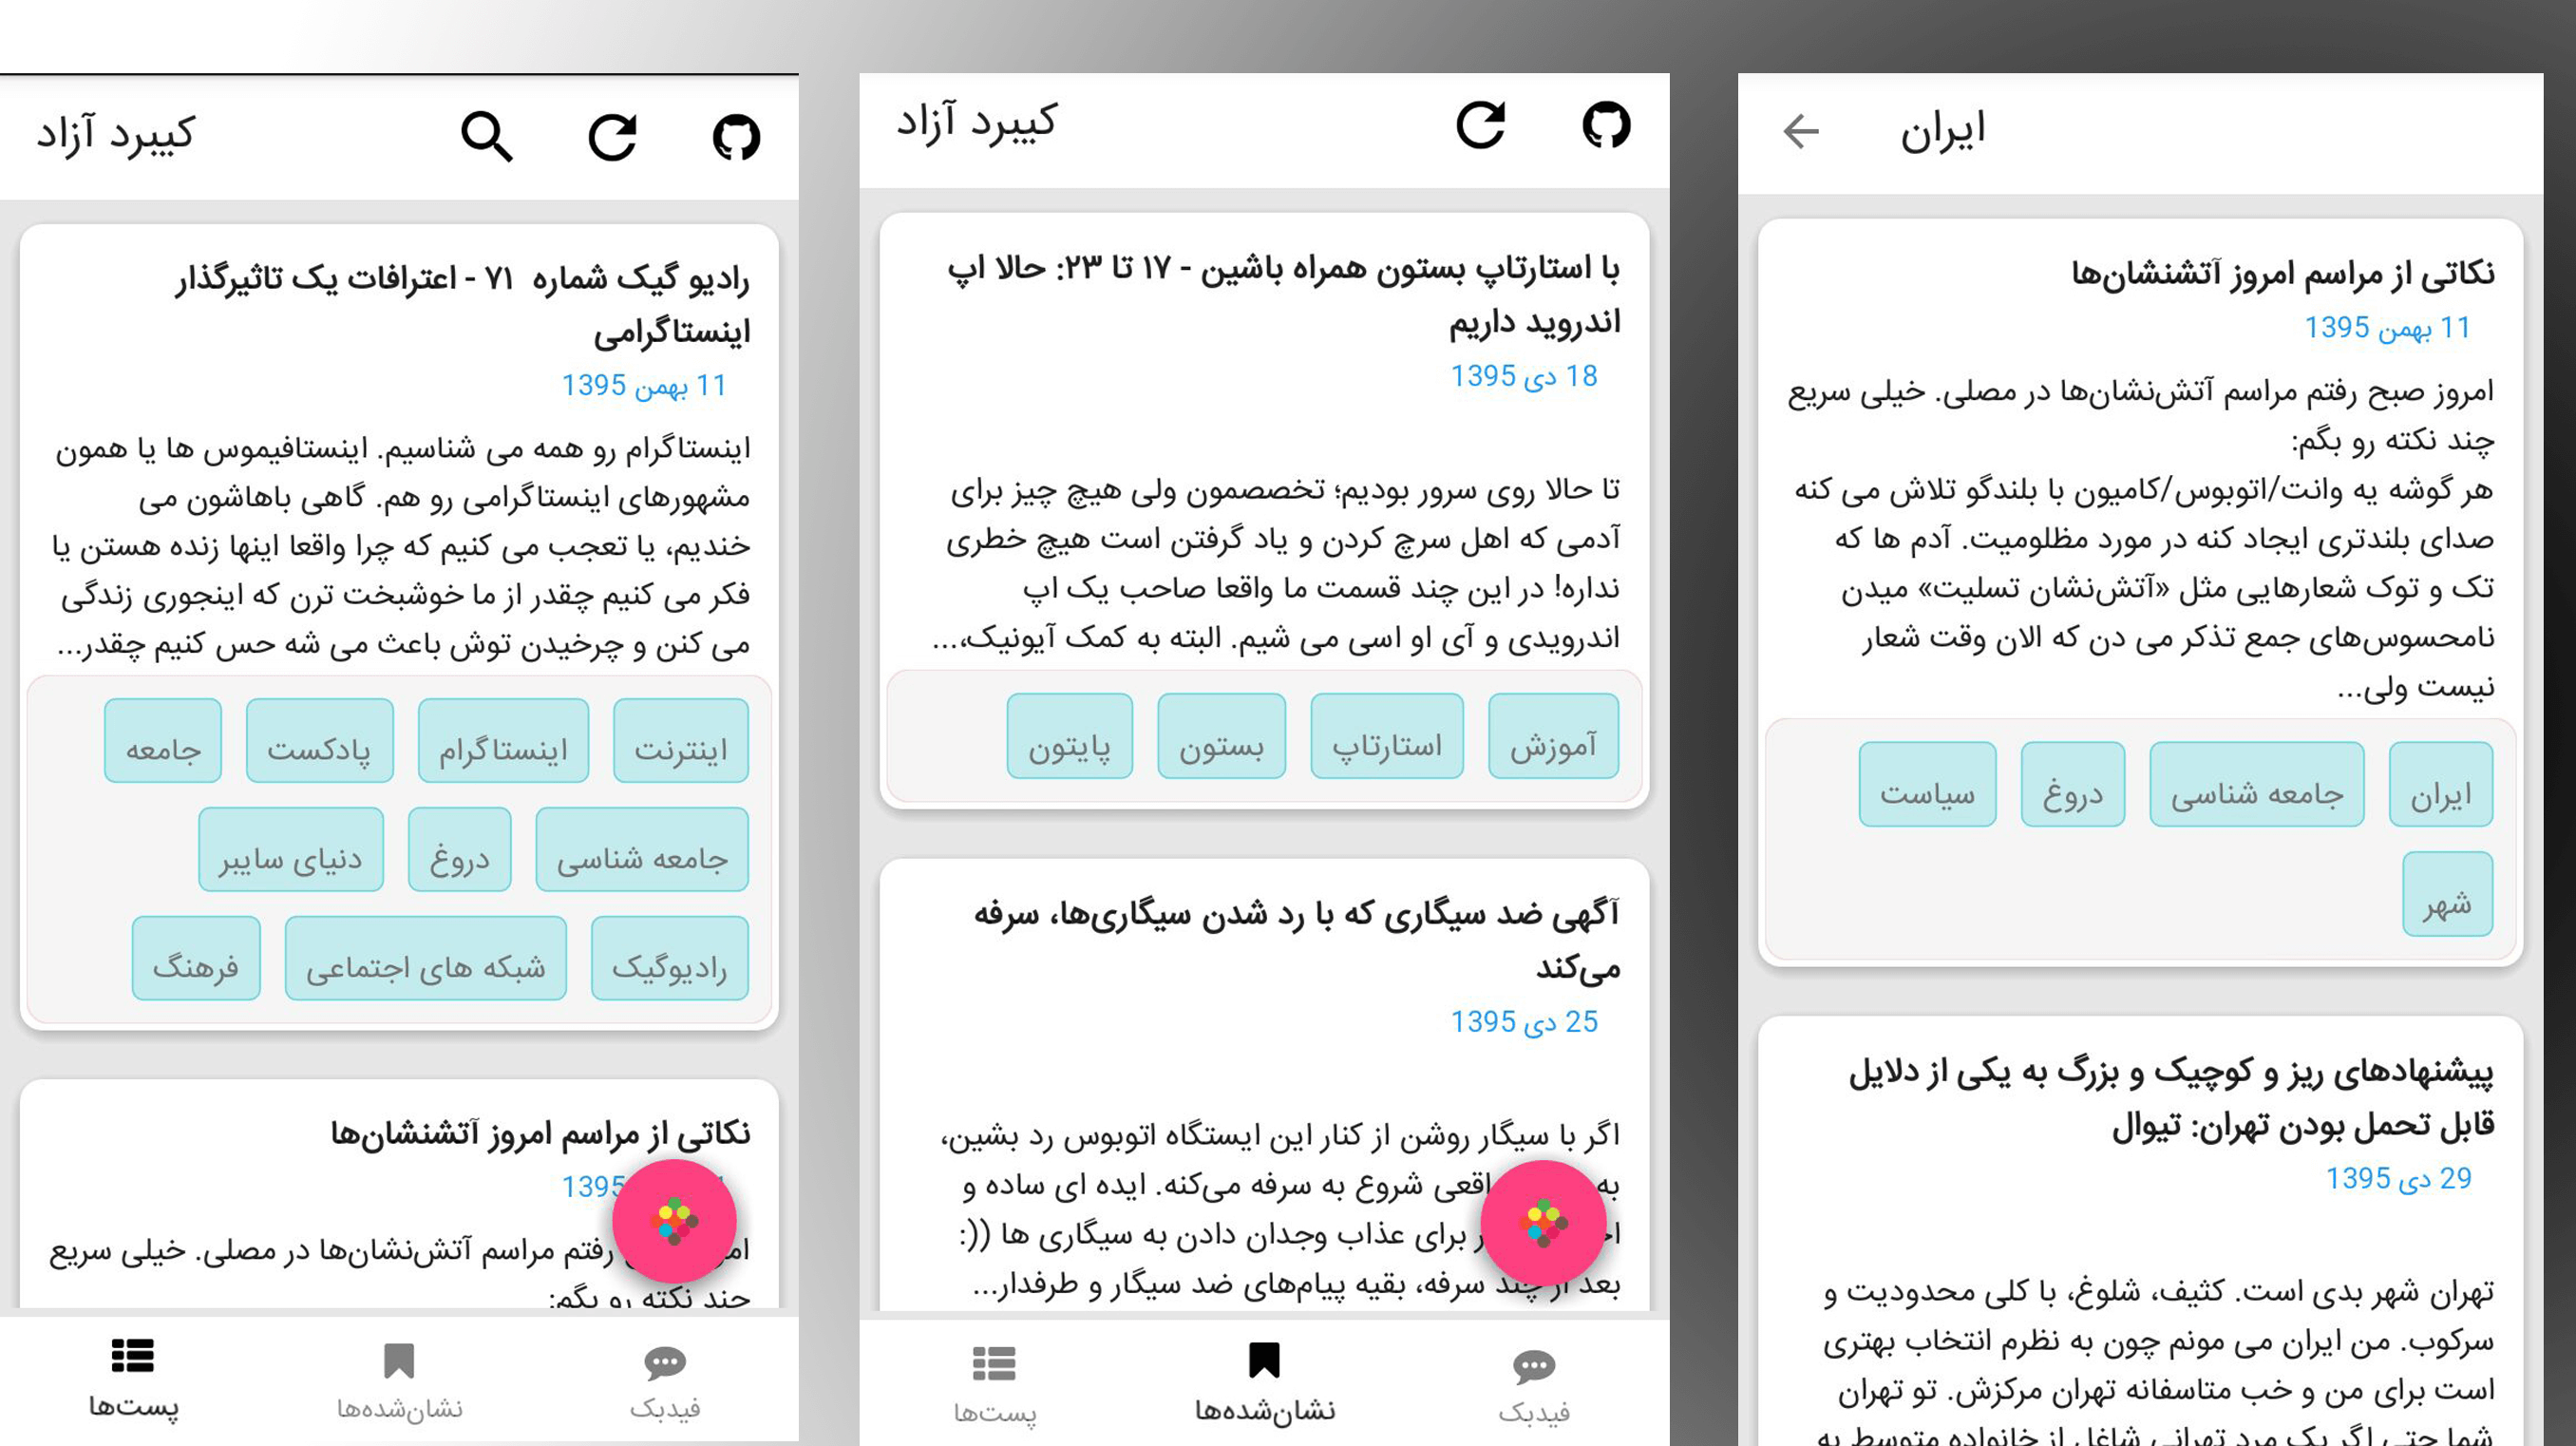 کیبرد آزاد
رادیو گیک شماره ۷۱ - اعترافات یک تاثیرگذار
اینستاگرامی
11 بهمن 1395
اینستاگرام رو همه می شناسیم. اینستافیموس ها یا همون
مشهورهای اینستاگرامی رو هم. گاهی باهاشون می
خندیم، یا تعجب می کنیم که چرا واقعا اینها زنده هستن یا
فکر می کنیم چقدر از ما خوشبخت ترن که اینجوری زندگی
می کنن و چرخیدن توش باعث می شه حس کنیم چقدر...
اینترنت اینستاگرام پادکست جامعه
جامعه شناسی دروغ دنیای سایبر
رادیوگیک شبکه های اجتماعی فرهنگ
نکاتی از مراسم امروز آتشنشان‌ها
1395
رفتم مراسم آتش‌نشان‌ها در مصلی. خیلی سریع
چند نکته رو بگم:
پست‌ها نشان‌شده‌ها فیدبک
کیبرد آزاد
با استارتاپ بستون همراه باشین - ۱۷ تا ۲۳: حالا اپ
اندروید داریم
18 دی 1395
تا حالا روی سرور بودیم؛ تخصصمون ولی هیچ چیز برای
آدمی که اهل سرچ کردن و یاد گرفتن است هیچ خطری
نداره! در این چند قسمت ما واقعا صاحب یک اپ
اندرویدی و آی او اسی می شیم. البته به کمک آیونیک،...
آموزش استارتاپ بستون پایتون
آگهی ضد سیگاری که با رد شدن سیگاری‌ها، سرفه
می‌کند
25 دی 1395
اگر با سیگار روشن از کنار این ایستگاه اتوبوس رد بشین،
به شروع به سرفه می‌کنه. ایده ای ساده و
برای عذاب وجدان دادن به سیگاری ها ((:
بعد از چند سرفه، بقیه پیام‌های ضد سیگار و طرفدار...
پست‌ها نشان‌شده‌ها فیدبک
ایران
نکاتی از مراسم امروز آتشنشان‌ها
11 بهمن 1395
امروز صبح رفتم مراسم آتش‌نشان‌ها در مصلی. خیلی سریع
چند نکته رو بگم:
هر گوشه یه وانت/اتوبوس/کامیون با بلندگو تلاش می کنه
صدای بلندتری ایجاد کنه در مورد مظلومیت. آدم ها که
تک و توک شعارهایی مثل «آتش‌نشان تسلیت» میدن
نامحسوس‌های جمع تذکر می دن که الان وقت شعار
نیست ولی...
ایران جامعه شناسی دروغ سیاست
شهر
پیشنهادهای ریز و کوچیک و بزرگ به یکی از دلایل
قابل تحمل بودن تهران: تیوال
29 دی 1395
تهران شهر بدی است. کثیف، شلوغ، با کلی محدودیت و
سرکوب. من ایران می مونم چون به نظرم انتخاب بهتری
است برای من و خب متاسفانه تهران مرکزش. تو تهران
شما حتی اگر یک مرد تهرانی شاغل از خانواده متوسط به